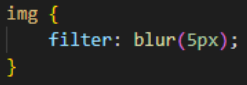 img {
    filter: blur(5px);
}